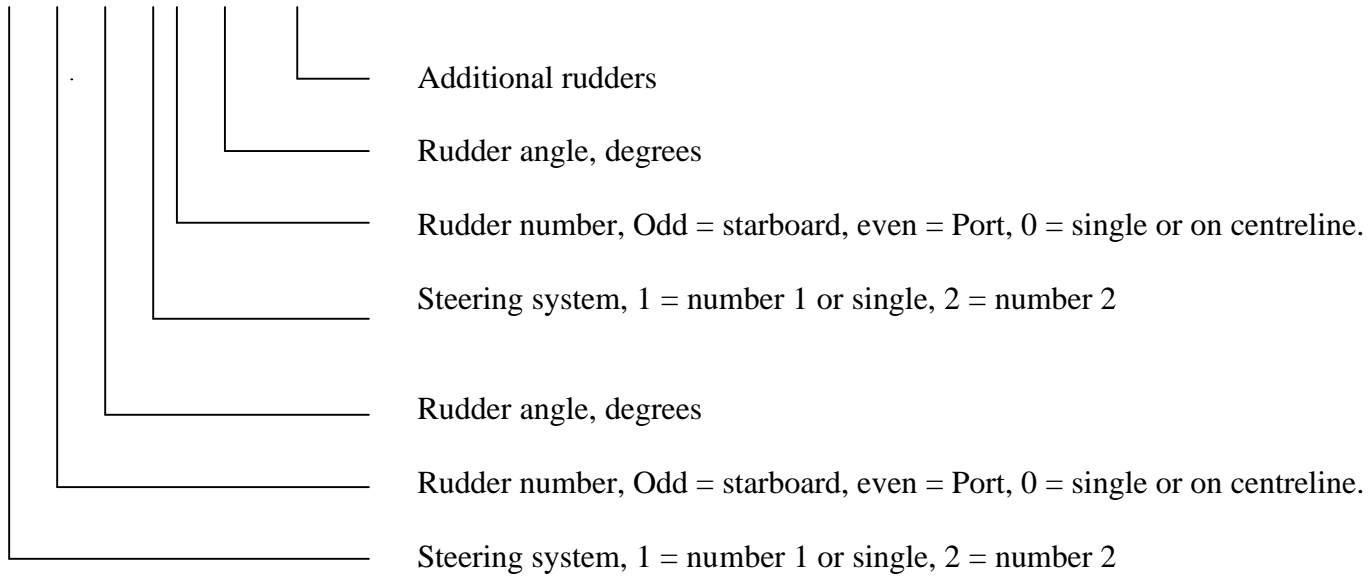 Additional rudders
Rudder angle, degrees
Rudder number, Odd = starboard, even = Port, 0 = single or on centreline.
Steering system, 1 = number 1 or single, 2 = number 2
Rudder angle, degrees
Rudder number, Odd = starboard, even = Port, 0 = single or on centreline.
Steering system, 1 = number 1 or single, 2 = number 2